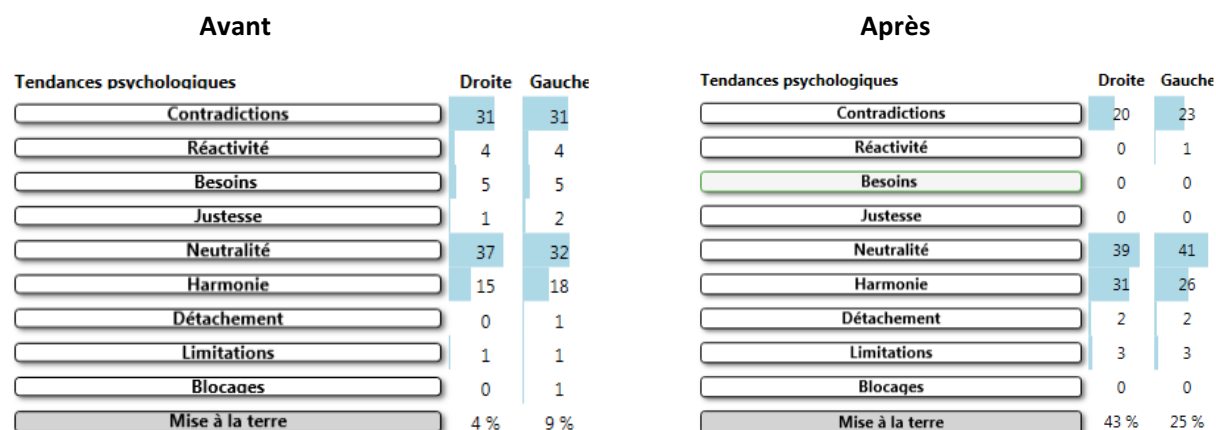 Avant Après
Tendances psychologiques Droite Gauche
Contradictions 31 31
Réactivité 4 4
Besoins 5 5
Justesse 1 2
Neutralité 37 32
Harmonie 15 18
Détachement 0 1
Limitations 1 1
Blocages 0 1
Mise à la terre 4 % 9 %
Tendances psychologiques Droite Gauche
Contradictions 20 23
Réactivité 0 1
Besoins 0 0
Justesse 0 0
Neutralité 39 41
Harmonie 31 26
Détachement 2 2
Limitations 3 3
Blocages 0 0
Mise à la terre 43 % 25 %